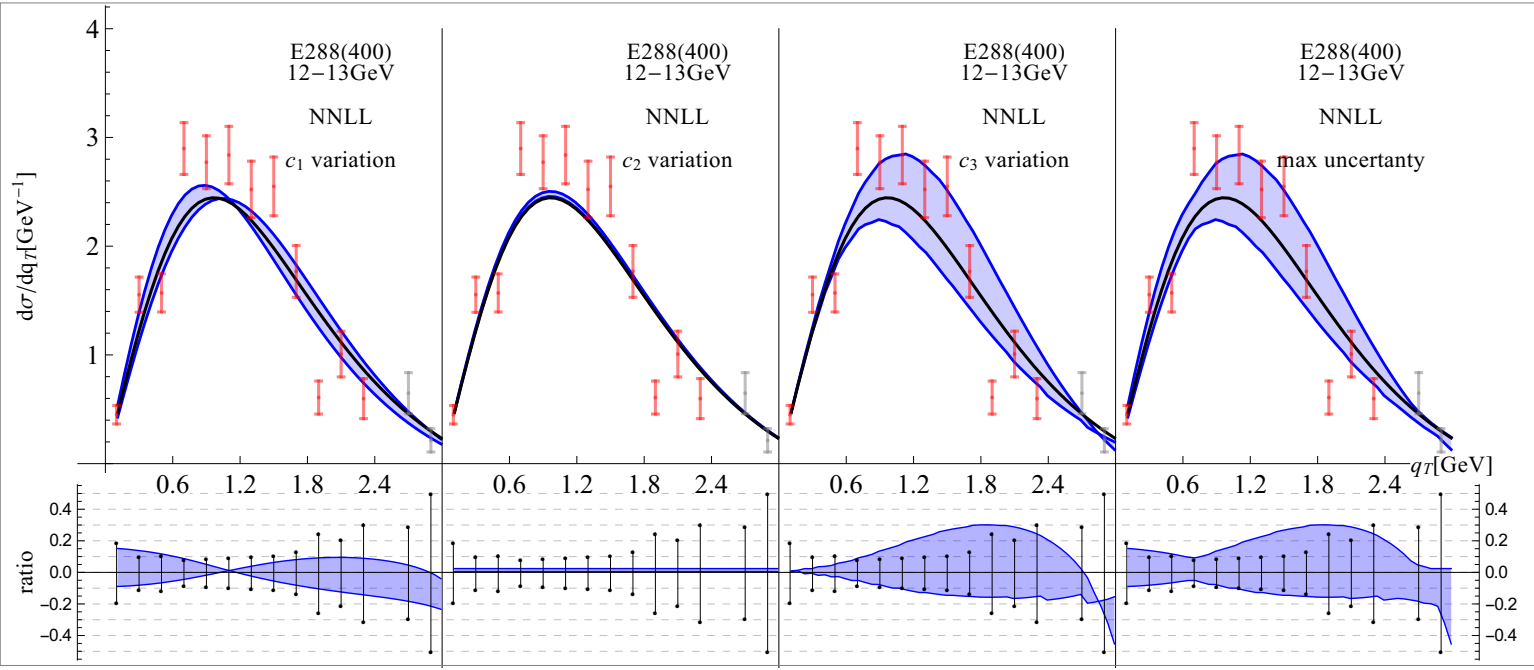 4
3
2
1
dσ/dq_T[GeV⁻¹]
E288(400)
12−13GeV
NNLL
c₁ variation
E288(400)
12−13GeV
NNLL
c₂ variation
E288(400)
12−13GeV
NNLL
c₃ variation
E288(400)
12−13GeV
NNLL
max uncertanty
q_T[GeV]
0.6 1.2 1.8 2.4
0.6 1.2 1.8 2.4
0.6 1.2 1.8 2.4
0.6 1.2 1.8 2.4
ratio
0.4
0.2
0.0
−0.2
−0.4
0.4
0.2
0.0
−0.2
−0.4